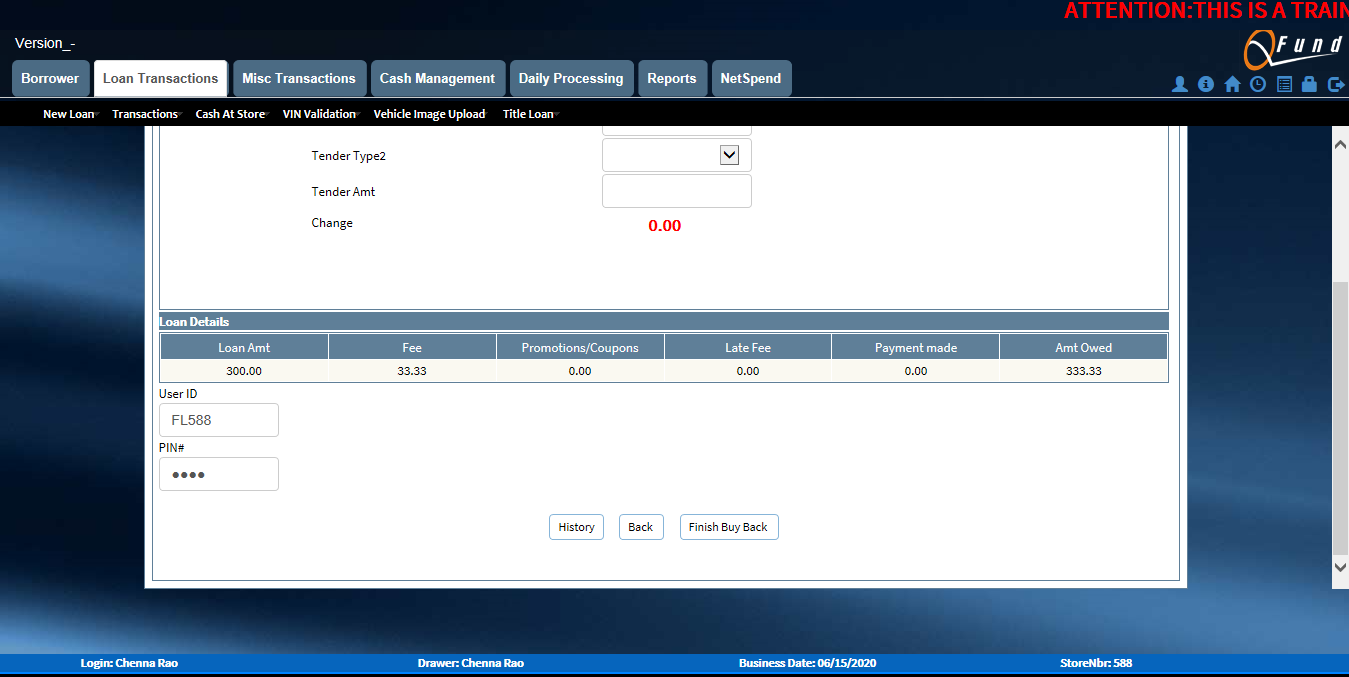 ATTENTION:THIS IS A TRAIN
Version_-
QFund
Borrower Loan Transactions Misc Transactions Cash Management Daily Processing Reports NetSpend
New Loan Transactions Cash At Store VIN Validation Vehicle Image Upload Title Loan
Tender Type2
Tender Amt
Change 0.00
Loan Details
Loan Amt Fee Promotions/Coupons Late Fee Payment made Amt Owed
300.00 33.33 0.00 0.00 0.00 333.33
User ID
FL588
PIN#
••••
History Back Finish Buy Back
Login: Chenna Rao Drawer: Chenna Rao Business Date: 06/15/2020 StoreNbr: 588